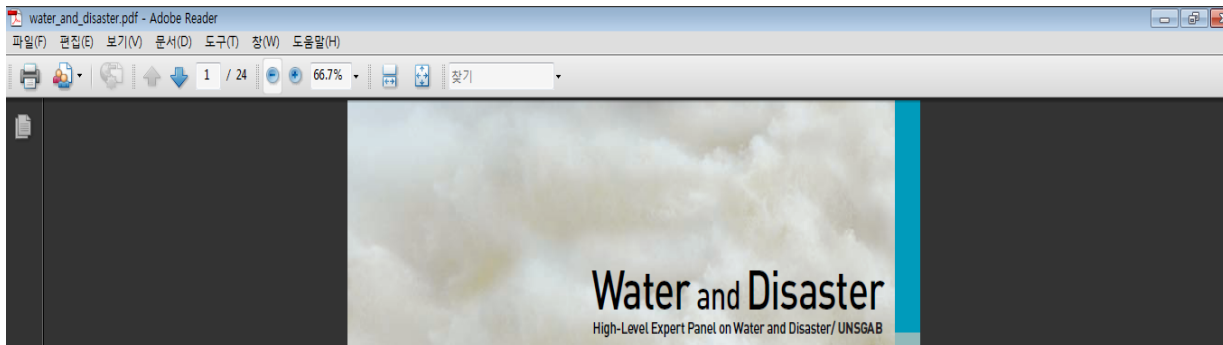 water_and_disaster.pdf - Adobe Reader
파일(F) 편집(E) 보기(V) 문서(D) 도구(T) 창(W) 도움말(H)
1 / 24 66.7% 찾기
Water and Disaster
High-Level Expert Panel on Water and Disaster/ UNSGAB